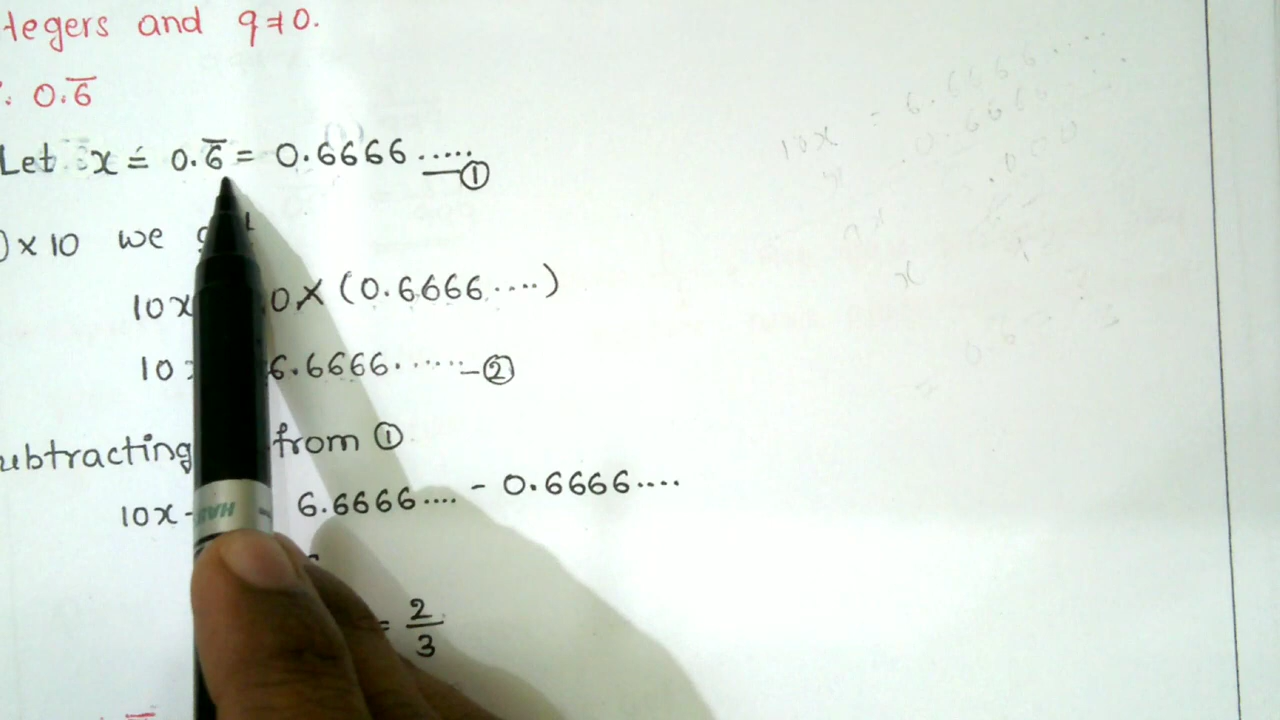 tegers and q≠0.
0.6̅
Let x = 0.6̅ = 0.6666 ..... —①
)×10 we
10x 0×(0.6666....)
10 6.6666...... —②
ubtracting from ①
10x- 6.6666.... - 0.6666....
= 2/3